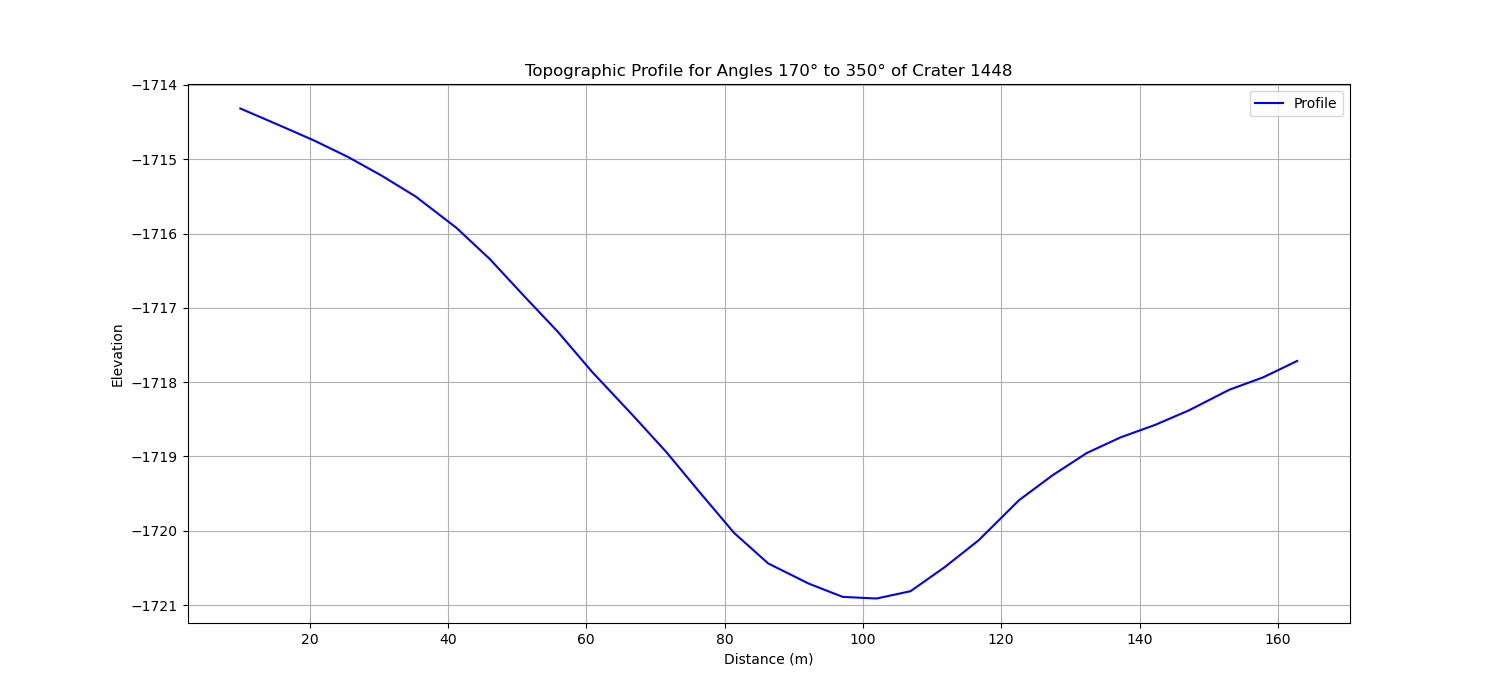 Topographic Profile for Angles 170° to 350° of Crater 1448
Profile
−1714
−1715
−1716
−1717
−1718
−1719
−1720
−1721
Elevation
20 40 60 80 100 120 140 160
Distance (m)